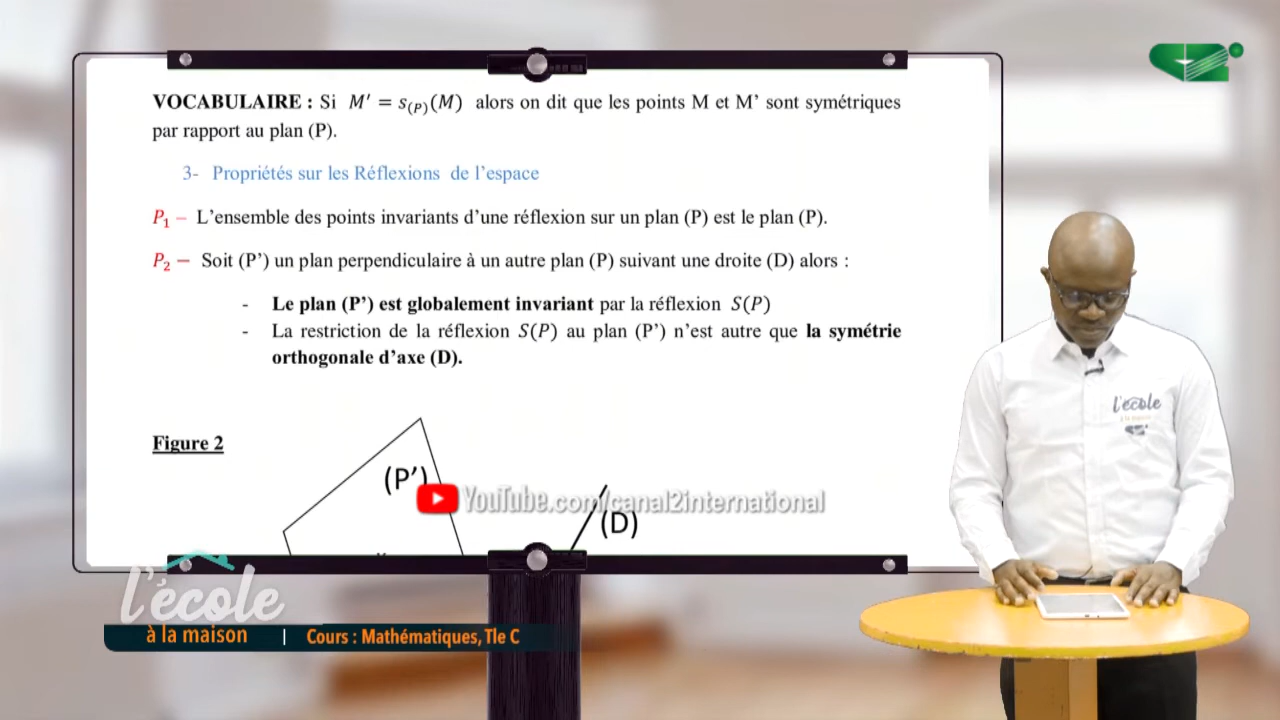 VOCABULAIRE : Si M′ = s(P)(M) alors on dit que les points M et M’ sont symétriques
par rapport au plan (P).
3- Propriétés sur les Réflexions de l’espace
P1 – L’ensemble des points invariants d’une réflexion sur un plan (P) est le plan (P).
P2 – Soit (P’) un plan perpendiculaire à un autre plan (P) suivant une droite (D) alors :
- Le plan (P’) est globalement invariant par la réflexion S(P)
- La restriction de la réflexion S(P) au plan (P’) n’est autre que la symétrie
orthogonale d’axe (D).
Figure 2
(P’)
YouTube.com/canal2international
(D)
l'école
l'école
à la maison | Cours : Mathématiques, Tle C